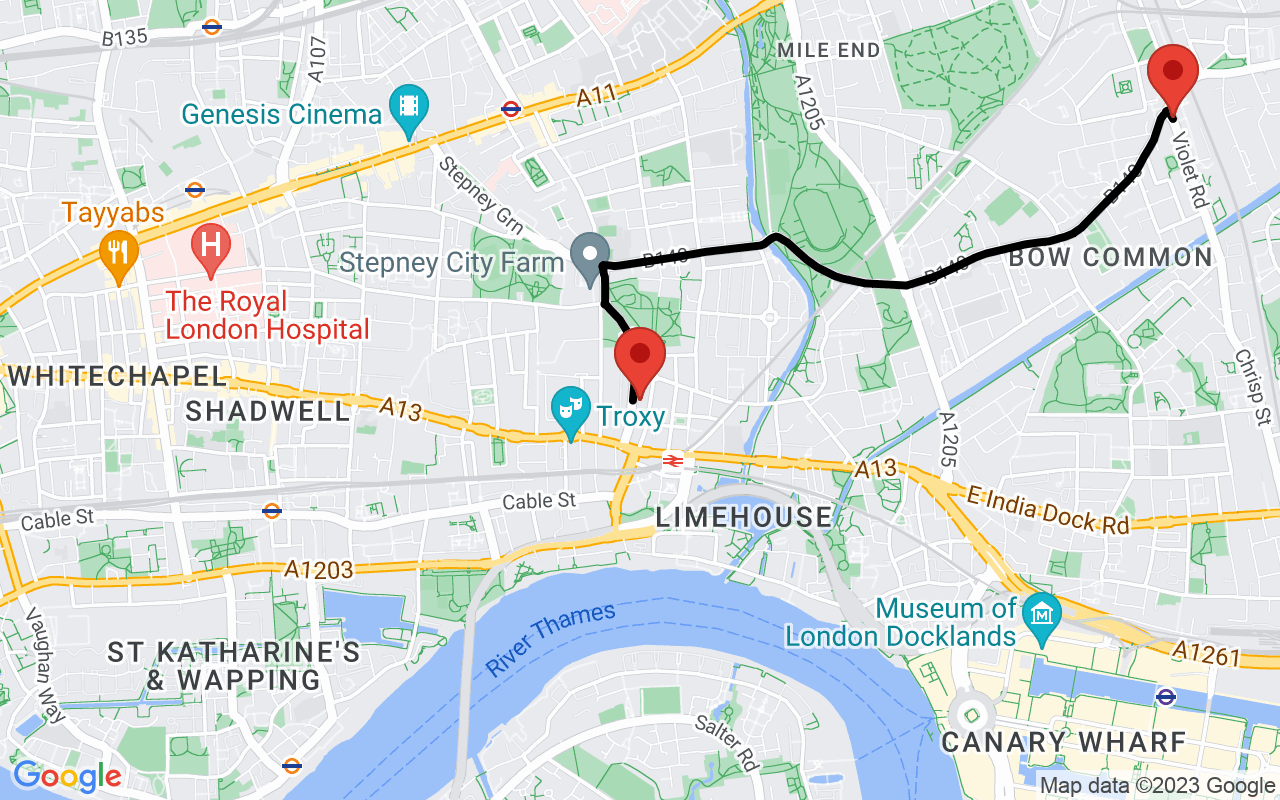 B135
A107
MILE END
A11
A1205
Genesis Cinema
Violet Rd
Stepney Grn
B140
Tayyabs
H
Stepney City Farm
B140
BOW COMMON
B140
The Royal
London Hospital
WHITECHAPEL
SHADWELL
A13
Troxy
Chrisp St
A1205
A13
Cable St
Cable St
LIMEHOUSE
E India Dock Rd
A1203
Vaughan Way
River Thames
Museum of
London Docklands
A1261
ST KATHARINE'S
& WAPPING
Salter Rd
CANARY WHARF
Google
Map data ©2023 Google